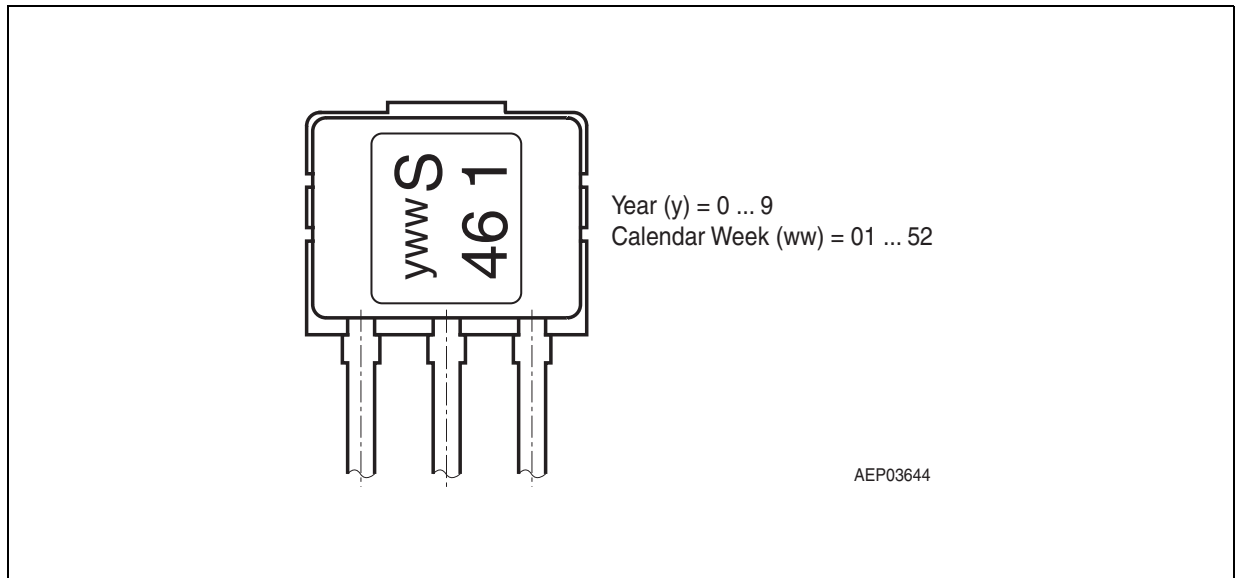 ywwS
46 1
Year (y) = 0 ... 9
Calendar Week (ww) = 01 ... 52
AEP03644